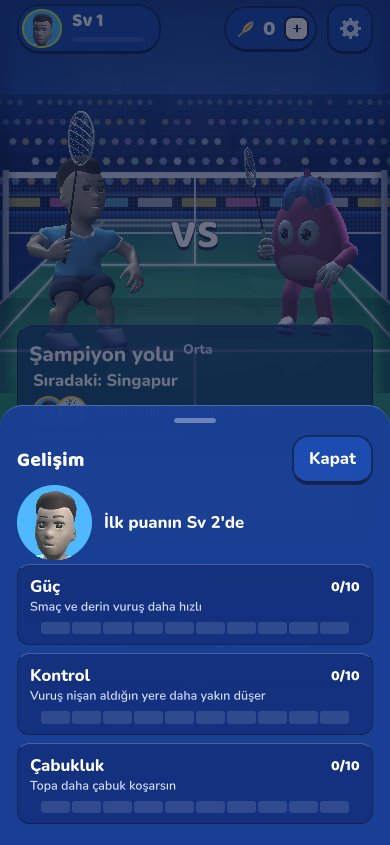 Sv 1
0
+
VS
Şampiyon yolu
Orta
Sıradaki: Singapur
Gelişim
Kapat
İlk puanın Sv 2'de
Güç
0/10
Smaç ve derin vuruş daha hızlı
Kontrol
0/10
Vuruş nişan aldığın yere daha yakın düşer
Çabukluk
0/10
Topa daha çabuk koşarsın